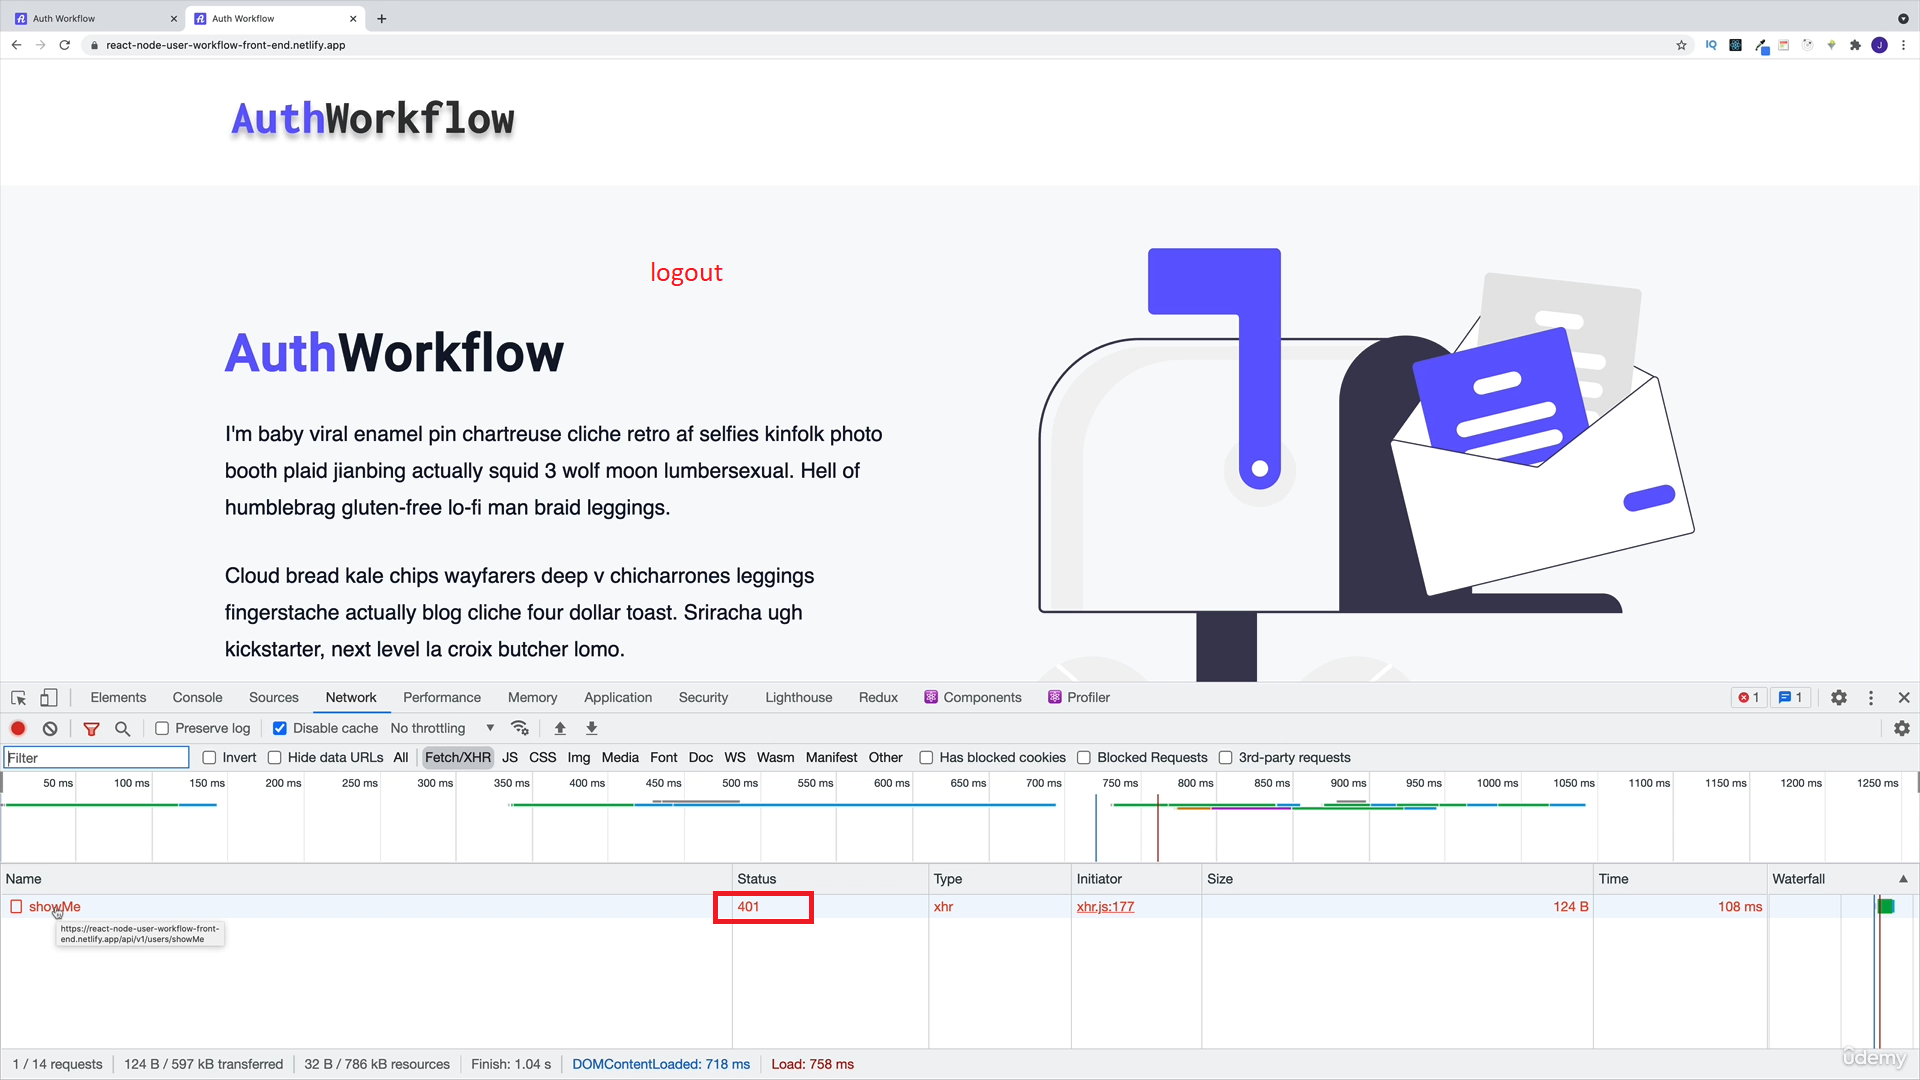 Auth Workflow
Auth Workflow
react-node-user-workflow-front-end.netlify.app
IQ
J
AuthWorkflow
logout
AuthWorkflow
I'm baby viral enamel pin chartreuse cliche retro af selfies kinfolk photo
booth plaid jianbing actually squid 3 wolf moon lumbersexual. Hell of
humblebrag gluten-free lo-fi man braid leggings.
Cloud bread kale chips wayfarers deep v chicharrones leggings
fingerstache actually blog cliche four dollar toast. Sriracha ugh
kickstarter, next level la croix butcher lomo.
Elements Console Sources Network Performance Memory Application Security Lighthouse Redux Components Profiler 1 1
Preserve log Disable cache No throttling
Filter Invert Hide data URLs All Fetch/XHR JS CSS Img Media Font Doc WS Wasm Manifest Other Has blocked cookies Blocked Requests 3rd-party requests
50 ms 100 ms 150 ms 200 ms 250 ms 300 ms 350 ms 400 ms 450 ms 500 ms 550 ms 600 ms 650 ms 700 ms 750 ms 800 ms 850 ms 900 ms 950 ms 1000 ms 1050 ms 1100 ms 1150 ms 1200 ms 1250 ms
Name Status Type Initiator Size Time Waterfall
showMe 401 xhr xhr.js:177 124 B 108 ms
https://react-node-user-workflow-front-
end.netlify.app/api/v1/users/showMe
1 / 14 requests 124 B / 597 kB transferred 32 B / 786 kB resources Finish: 1.04 s DOMContentLoaded: 718 ms Load: 758 ms
ûdemy